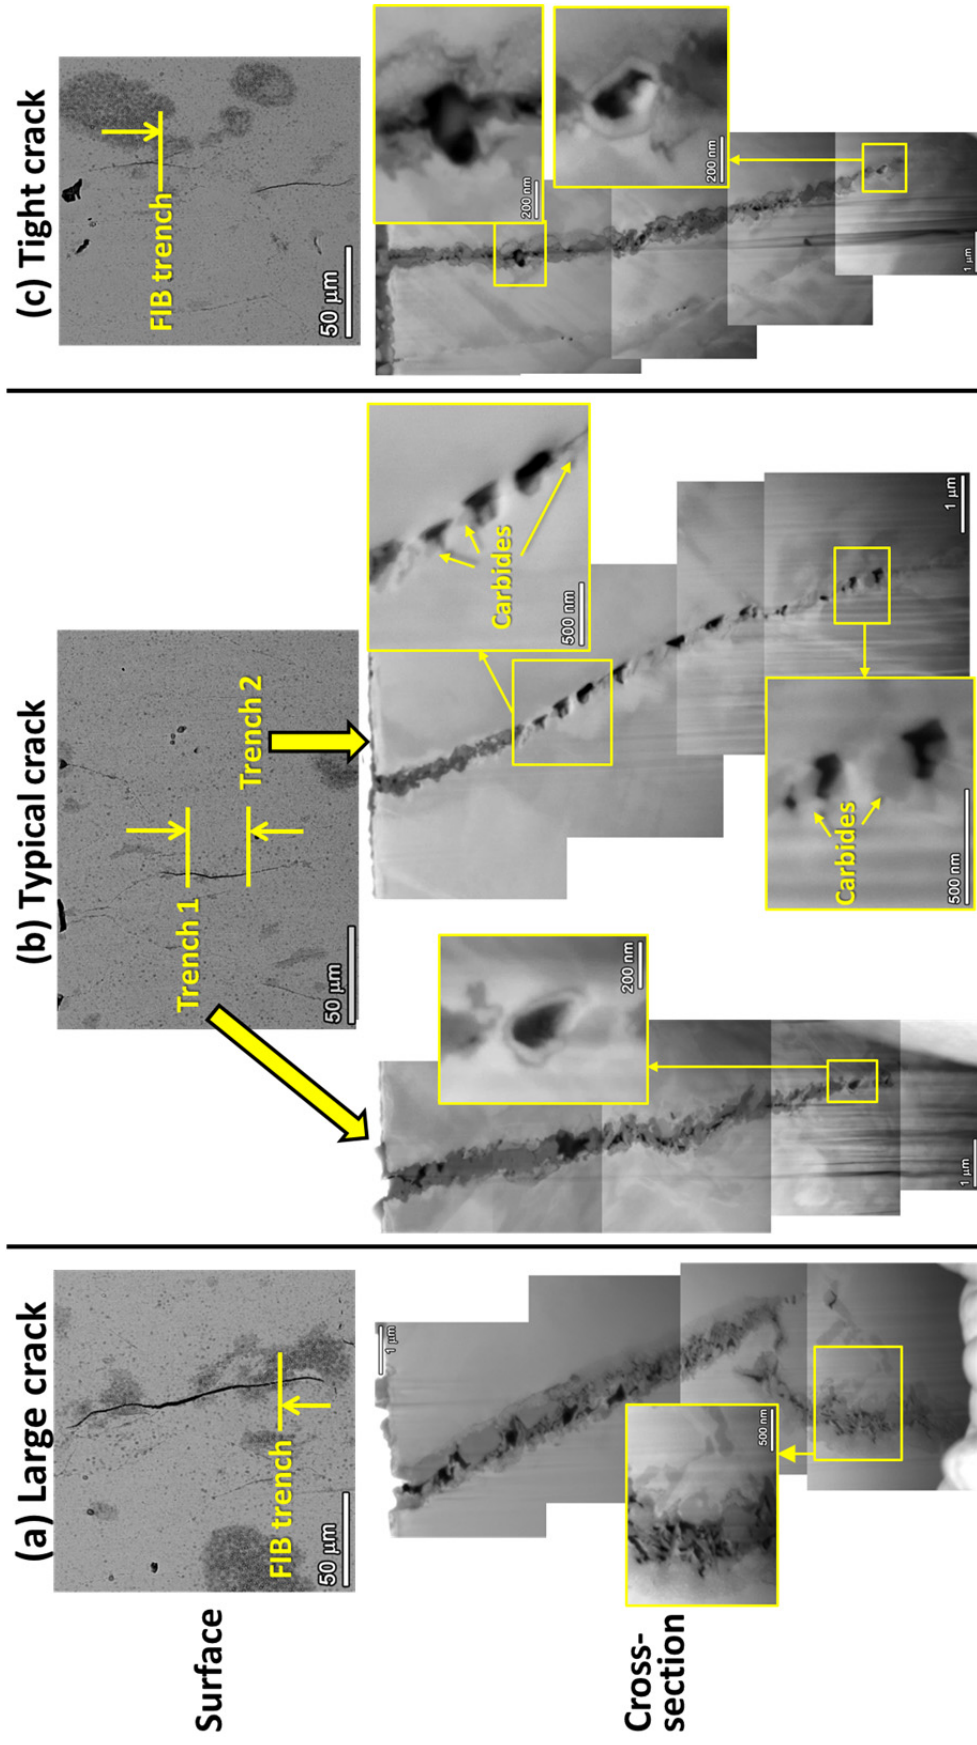 (a) Large crack
(b) Typical crack
(c) Tight crack
Surface
FIB trench
50 μm
Trench 1
Trench 2
50 μm
FIB trench
50 μm
Cross-
section
1 μm
500 nm
200 nm
1 μm
Carbides
500 nm
Carbides
500 nm
1 μm
200 nm
200 nm
1 μm